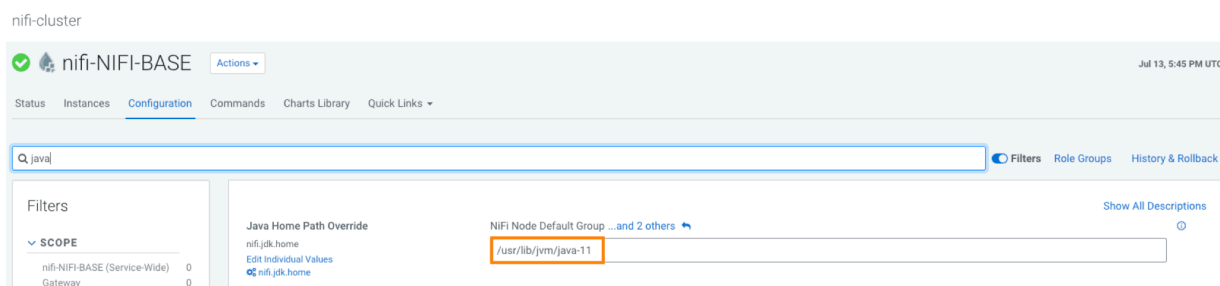 nifi-cluster
nifi-NIFI-BASE Actions
Jul 13, 5:45 PM UTC
Status Instances Configuration Commands Charts Library Quick Links
java
Filters Role Groups History & Rollback
Filters
Show All Descriptions
Java Home Path Override
NiFi Node Default Group ...and 2 others
nifi.jdk.home
/usr/lib/jvm/java-11
Edit Individual Values
nifi.jdk.home
SCOPE
nifi-NIFI-BASE (Service-Wide) 0
Gateway 0